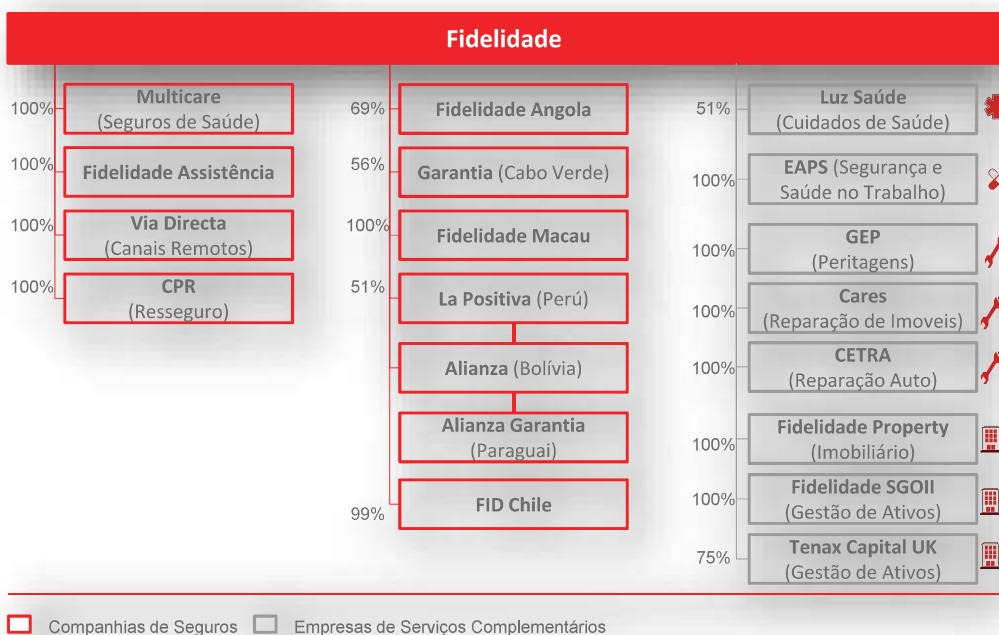 Fidelidade
100%
Multicare
(Seguros de Saúde)
100%
Fidelidade Assistência
100%
Via Directa
(Canais Remotos)
100%
CPR
(Resseguro)
69%
Fidelidade Angola
56%
Garantia (Cabo Verde)
100%
Fidelidade Macau
51%
La Positiva (Perú)
Alianza (Bolívia)
Alianza Garantia
(Paraguai)
99%
FID Chile
51%
Luz Saúde
(Cuidados de Saúde)
100%
EAPS (Segurança e
Saúde no Trabalho)
100%
GEP
(Peritagens)
100%
Cares
(Reparação de Imoveis)
100%
CETRA
(Reparação Auto)
100%
Fidelidade Property
(Imobiliário)
100%
Fidelidade SGOII
(Gestão de Ativos)
75%
Tenax Capital UK
(Gestão de Ativos)
Companhias de Seguros
Empresas de Serviços Complementários